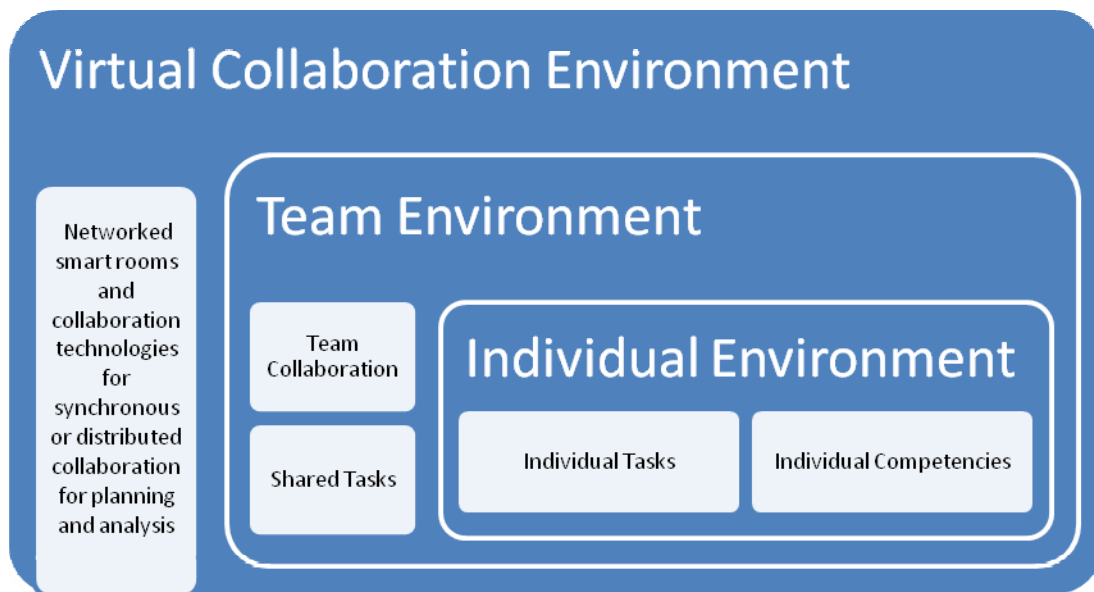 Virtual Collaboration Environment
Networked
smart rooms
and
collaboration
technologies
for
synchronous
or distributed
collaboration
for planning
and analysis
Team Environment
Team
Collaboration
Shared Tasks
Individual Environment
Individual Tasks
Individual Competencies